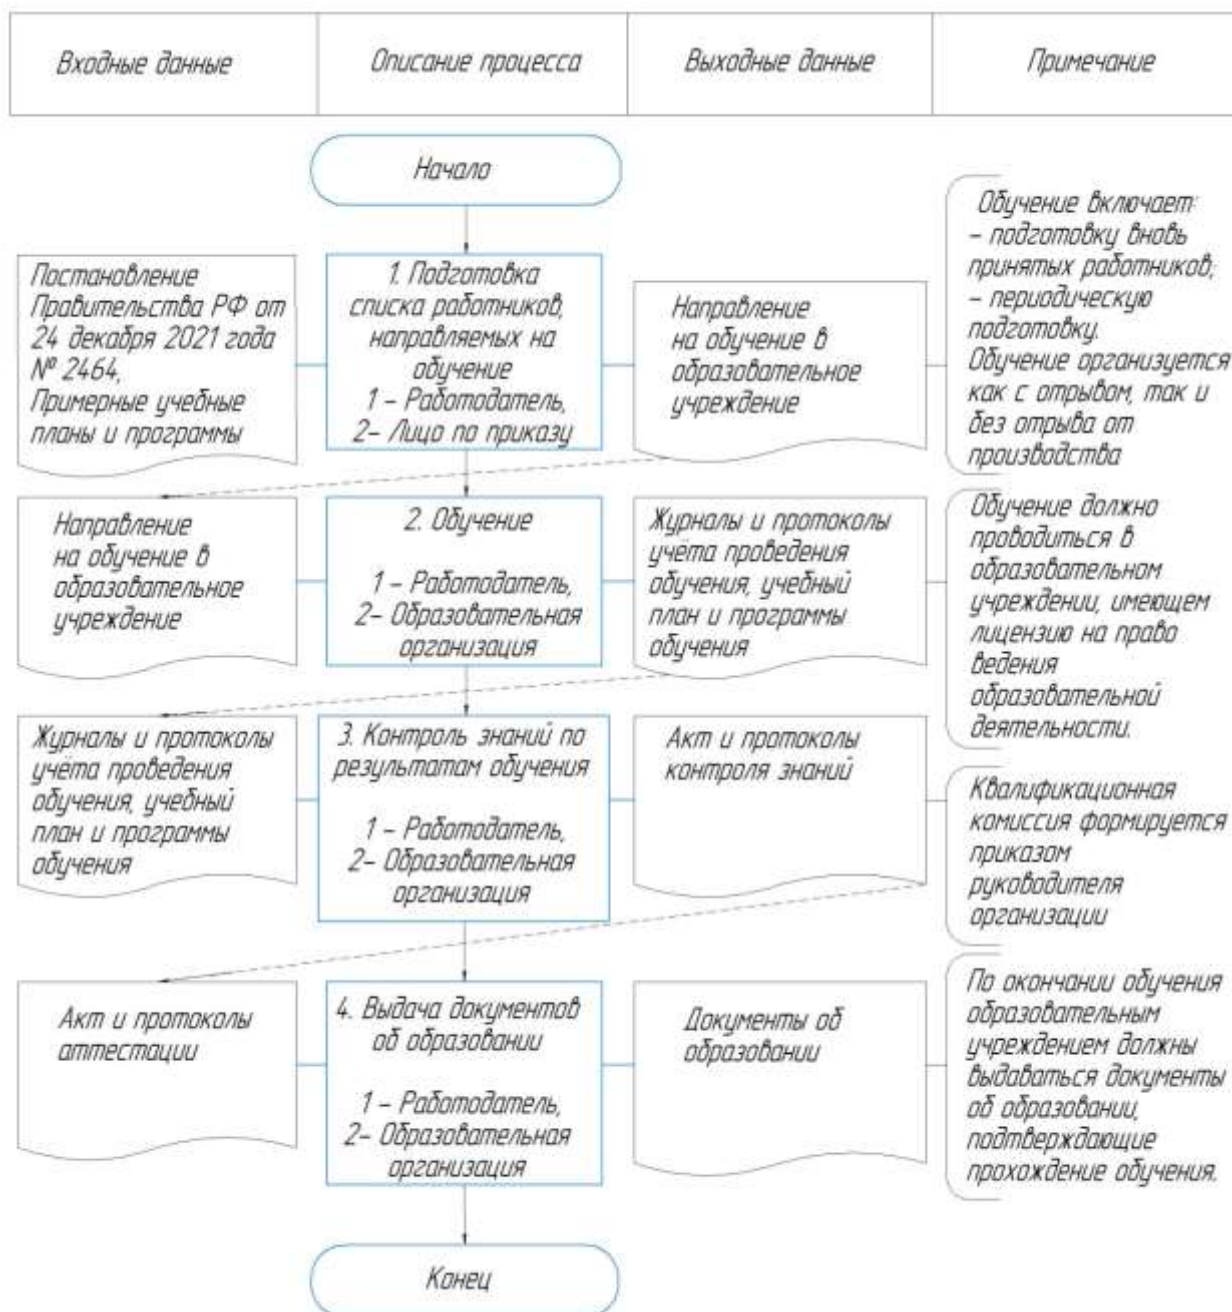 Входные данные
Описание процесса
Выходные данные
Примечание
Начало
Постановление
Правительства РФ от
24 декабря 2021 года
№ 2464,
Примерные учебные
планы и программы
1. Подготовка
списка работников,
направляемых на
обучение
1 – Работодатель,
2– Лицо по приказу
Направление
на обучение в
образовательное
учреждение
Обучение включает:
– подготовку вновь
принятых работников;
– периодическую
подготовку.
Обучение организуется
как с отрывом, так и
без отрыва от
производства
Направление
на обучение в
образовательное
учреждение
2. Обучение
1 – Работодатель,
2– Образовательная
организация
Журналы и протоколы
учёта проведения
обучения, учебный
план и программы
обучения
Обучение должно
проводиться в
образовательном
учреждении, имеющем
лицензию на право
ведения
образовательной
деятельности.
Журналы и протоколы
учёта проведения
обучения, учебный
план и программы
обучения
3. Контроль знаний по
результатам обучения
1 – Работодатель,
2– Образовательная
организация
Акт и протоколы
контроля знаний
Квалификационная
комиссия формируется
приказом
руководителя
организации
Акт и протоколы
аттестации
4. Выдача документов
об образовании
1 – Работодатель,
2– Образовательная
организация
Документы об
образовании
По окончании обучения
образовательным
учреждением должны
выдаваться документы
об образовании,
подтверждающие
прохождение обучения.
Конец